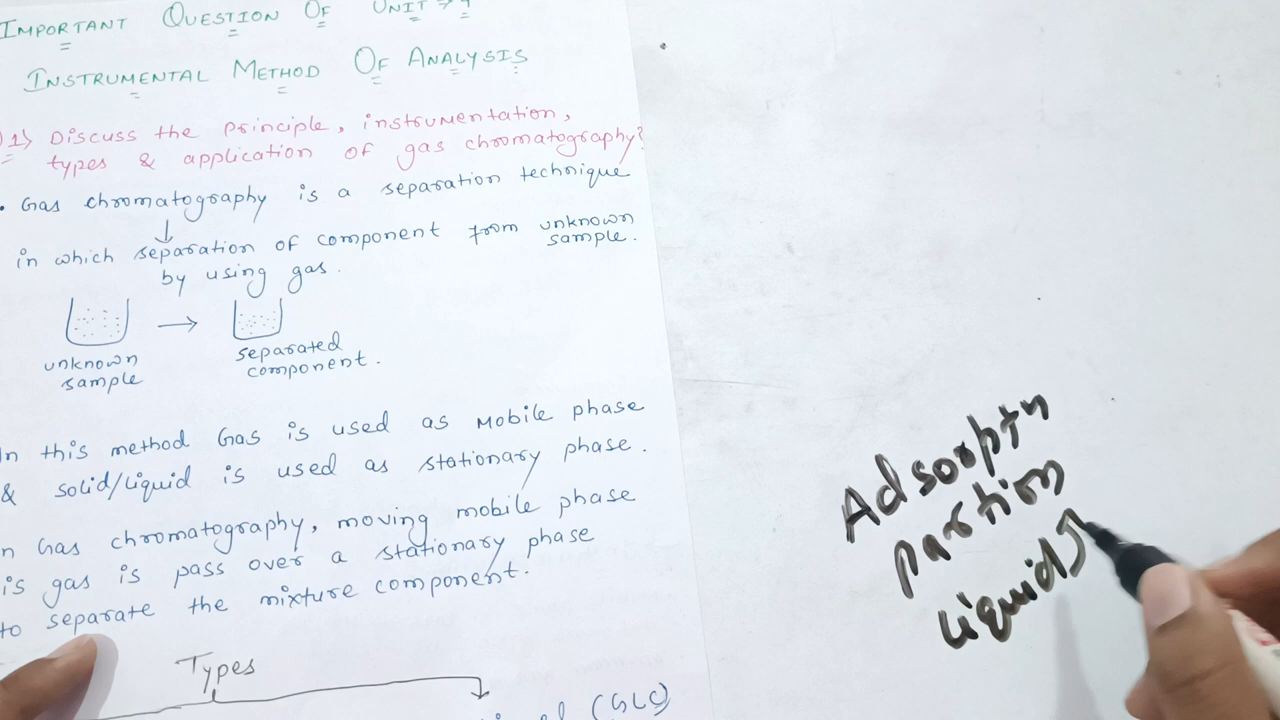 IMPORTANT QUESTION OF UNIT →
INSTRUMENTAL METHOD OF ANALYSIS
1) Discuss the principle, instrumentation,
types & application of gas chromatography?
• Gas chromatography is a separation technique
in which separation of component from unknown
sample.
by using gas.
unknown
sample
separated
component.
In this method Gas is used as Mobile phase
& solid/liquid is used as stationary phase.
n Gas chromatography, moving mobile phase
is gas is pass over a stationary phase
to separate the mixture component.
Types
(GLC)
Adsorptn
partion
Liquid